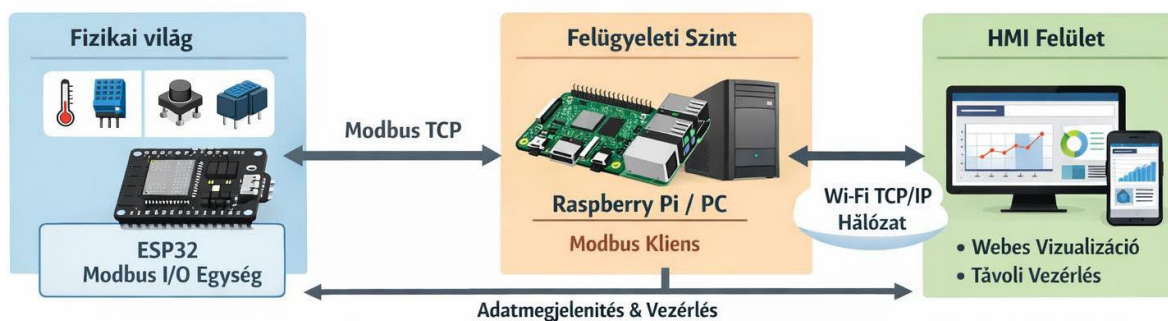 Fizikai világ
ESP32
Modbus I/O Egység
Modbus TCP
Felügyeleti Szint
Raspberry Pi / PC
Modbus Kliens
Wi-Fi TCP/IP
Hálózat
HMI Felület
• Webes Vizualizáció
• Távoli Vezérlés
Adatmegjelenítés & Vezérlés